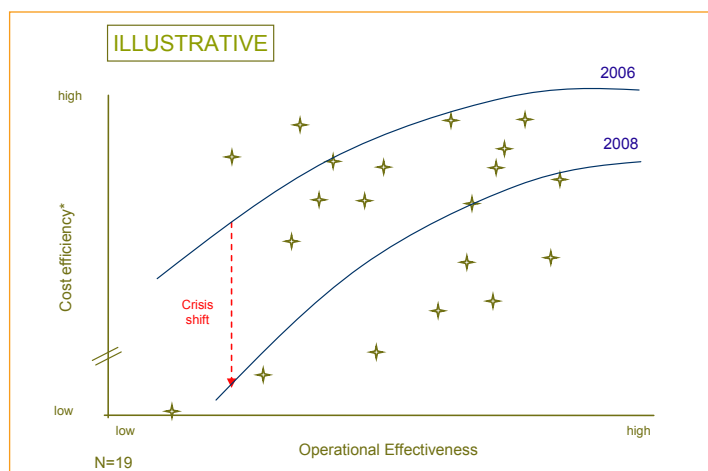 ILLUSTRATIVE
2006
high
2008
Cost efficiency*
Crisis
shift
low
low
high
Operational Effectiveness
N=19